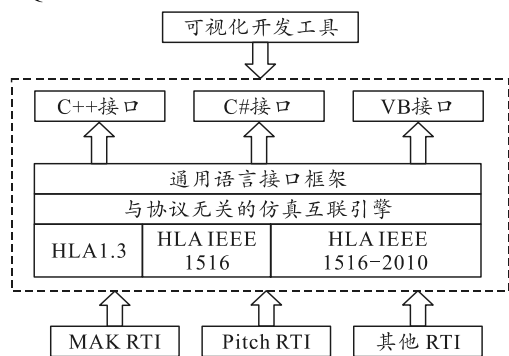 可视化开发工具
C++接口
C#接口
VB接口
通用语言接口框架
与协议无关的仿真互联引擎
HLA1.3
HLA IEEE
1516
HLA IEEE
1516-2010
MAK RTI
Pitch RTI
其他 RTI